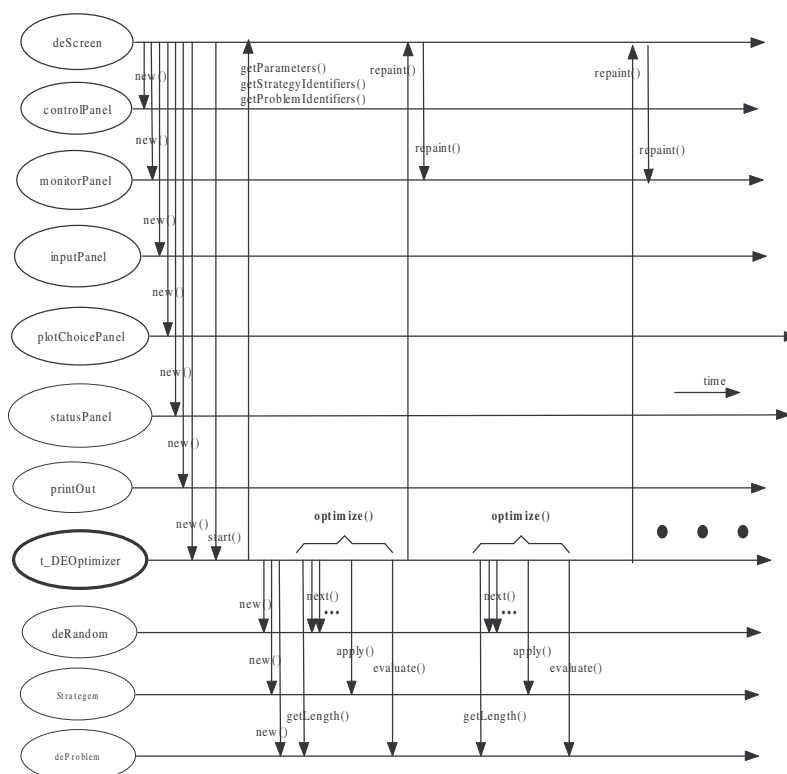 deScreen
getParameters()
getStrategyIdentifiers()
getProblemIdentifiers()
repaint()
repaint()
new()
controlPanel
new()
repaint()
repaint()
monitorPanel
new()
inputPanel
new()
plotChoicePanel
new()
time
statusPanel
new()
printOut
new()
start()
optimize()
optimize()
t_DEOptimizer
new()
next()
...
next()
...
deRandom
new()
apply()
evaluate()
apply()
evaluate()
Strategem
getLength()
getLength()
new()
deProblem